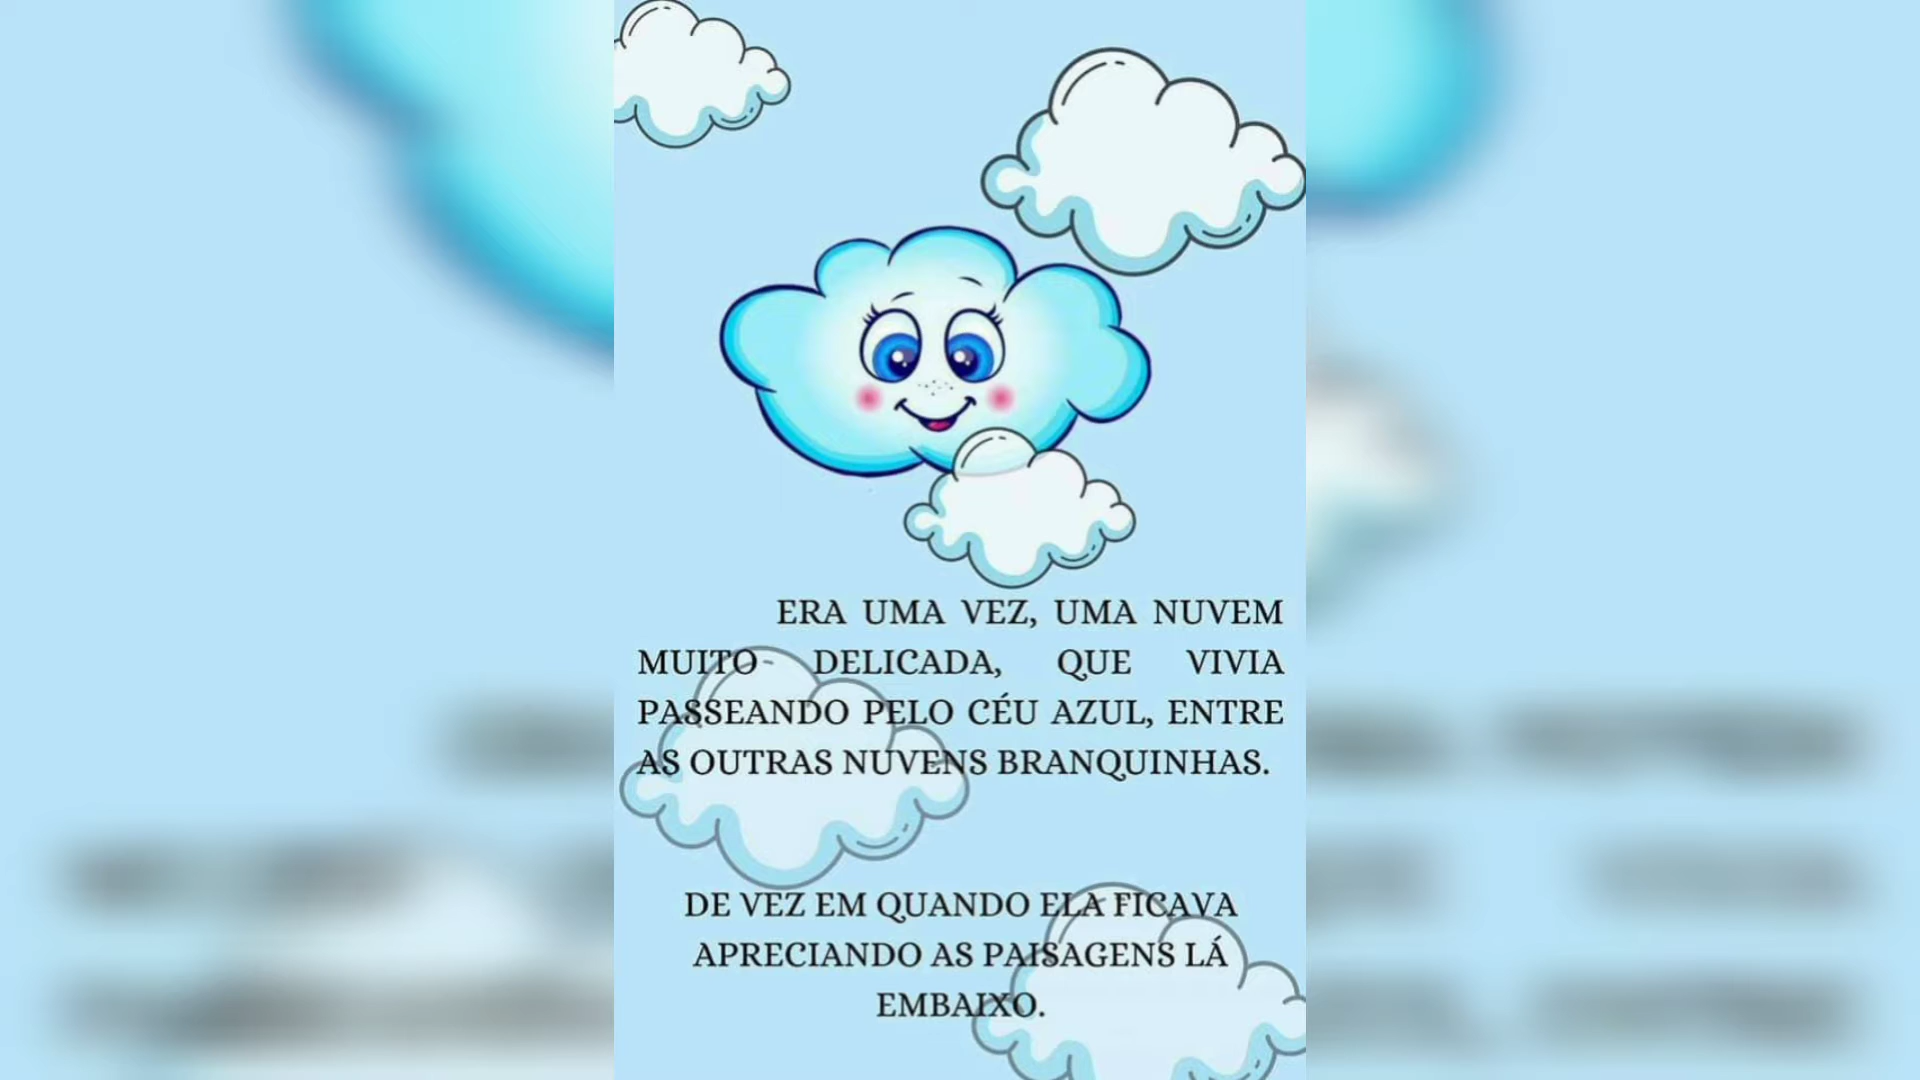 ERA UMA VEZ, UMA NUVEM
MUITO DELICADA, QUE VIVIA
PASSEANDO PELO CÉU AZUL, ENTRE
AS OUTRAS NUVENS BRANQUINHAS.
DE VEZ EM QUANDO ELA FICAVA
APRECIANDO AS PAISAGENS LÁ
EMBAIXO.